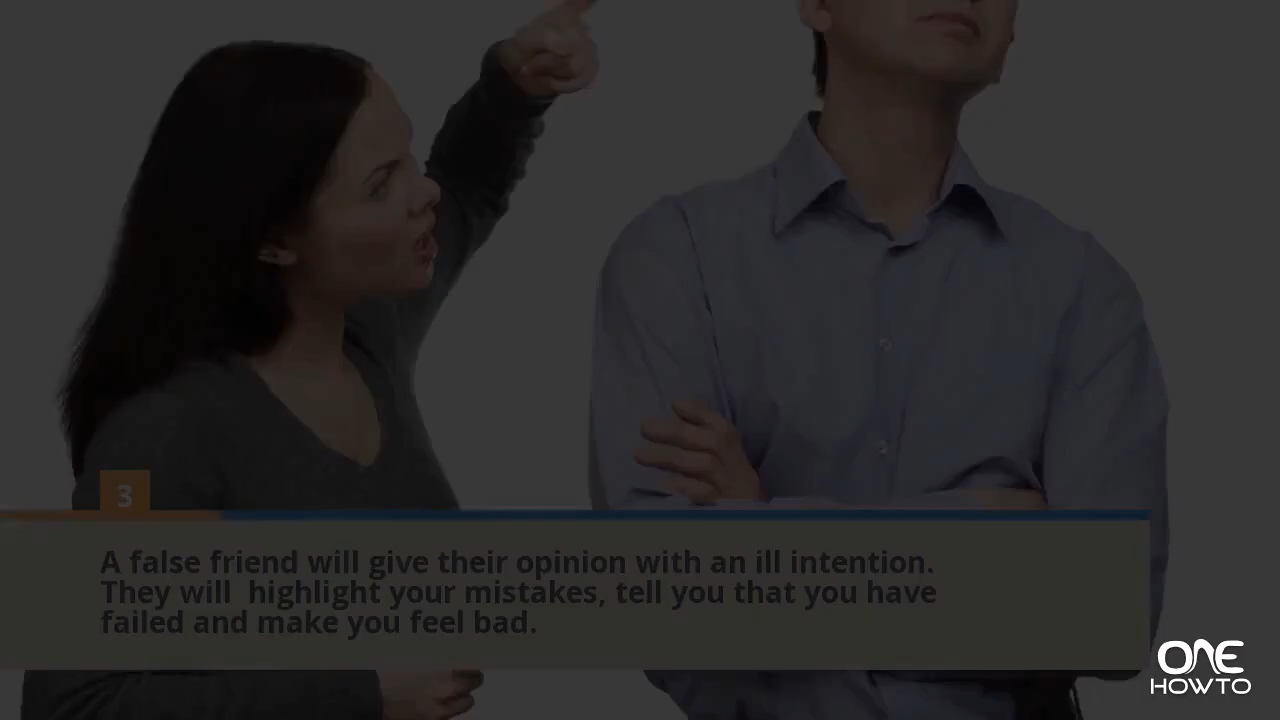 3
A false friend will give their opinion with an ill intention.
They will  highlight your mistakes, tell you that you have
failed and make you feel bad.
ONE
HOWTO